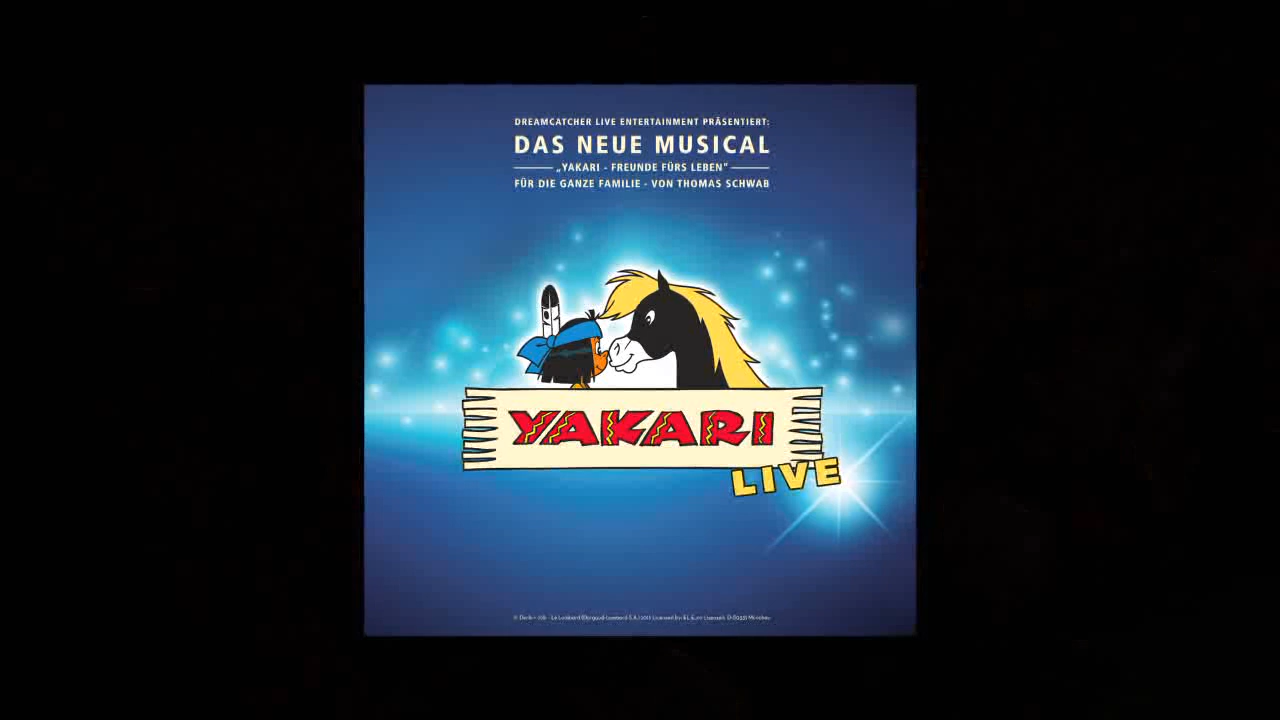 DREAMCATCHER LIVE ENTERTAINMENT PRÄSENTIERT:
DAS NEUE MUSICAL
„YAKARI - FREUNDE FÜRS LEBEN"
FÜR DIE GANZE FAMILIE - VON THOMAS SCHWAB
YAKARI
LIVE